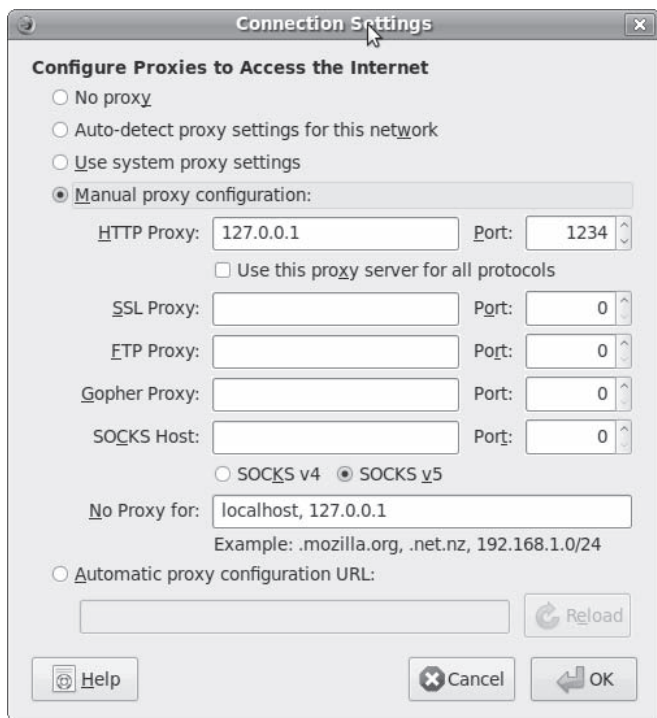 Connection Settings
Configure Proxies to Access the Internet
No proxy
Auto-detect proxy settings for this network
Use system proxy settings
Manual proxy configuration:
HTTP Proxy: 127.0.0.1 Port: 1234
Use this proxy server for all protocols
SSL Proxy: Port: 0
FTP Proxy: Port: 0
Gopher Proxy: Port: 0
SOCKS Host: Port: 0
SOCKS v4 SOCKS v5
No Proxy for: localhost, 127.0.0.1
Example: .mozilla.org, .net.nz, 192.168.1.0/24
Automatic proxy configuration URL:
Reload
Help Cancel OK